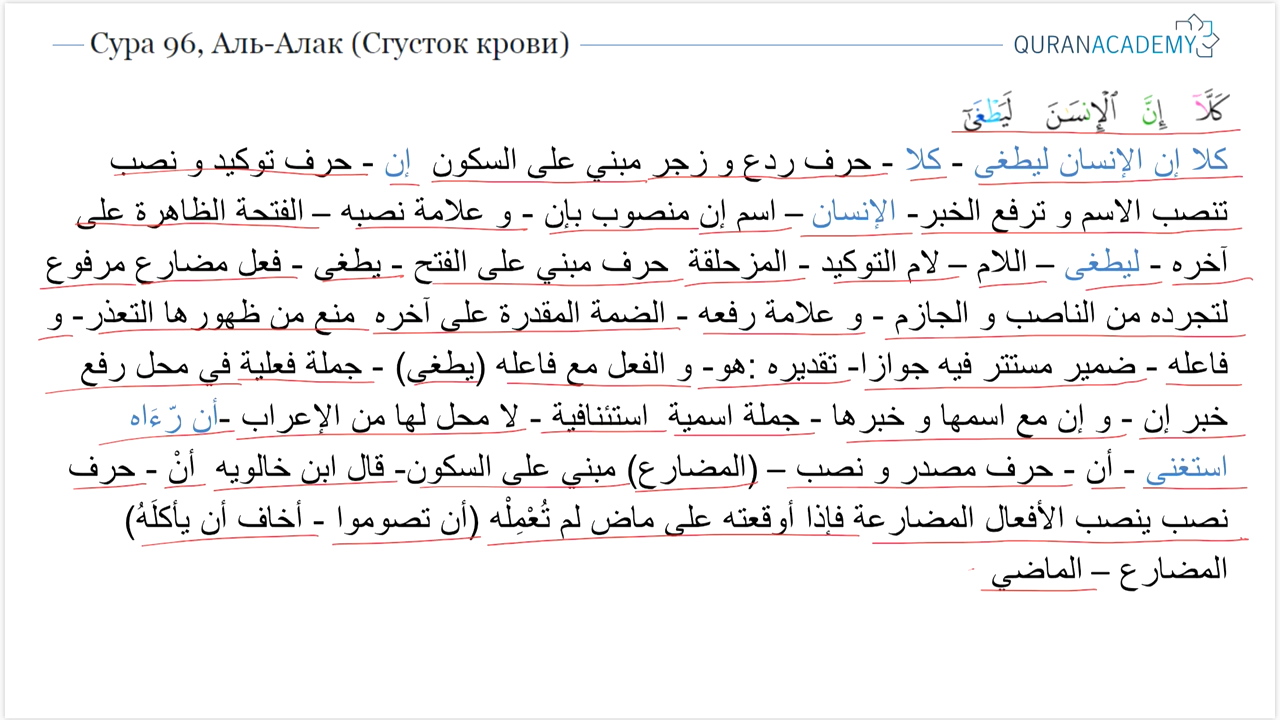 Сура 96, Аль-Алак (Сгусток крови)
QURANACADEMY
كَلَّآ إِنَّ ٱلْإِنسَـٰنَ لَيَطْغَىٰٓ
كلا إن الإنسان ليطغى - كلا - حرف ردع و زجر مبني على السكون إن - حرف توكيد و نصب
تنصب الاسم و ترفع الخبر- الإنسان – اسم إن منصوب بإن - و علامة نصبه – الفتحة الظاهرة على
آخره - ليطغى – اللام – لام التوكيد - المزحلقة حرف مبني على الفتح - يطغى - فعل مضارع مرفوع
لتجرده من الناصب و الجازم - و علامة رفعه - الضمة المقدرة على آخره منع من ظهورها التعذر- و
فاعله - ضمير مستتر فيه جوازا- تقديره :هو- و الفعل مع فاعله (يطغى) - جملة فعلية في محل رفع
خبر إن - و إن مع اسمها و خبرها - جملة اسمية استئنافية - لا محل لها من الإعراب -أن رّءَاه
استغنى - أن - حرف مصدر و نصب – (المضارع) مبني على السكون- قال ابن خالويه أنْ - حرف
نصب ينصب الأفعال المضارعة فإذا أوقعته على ماض لم تُعْمِلْه (أن تصوموا - أخاف أن يأكلَهُ)
المضارع – الماضي